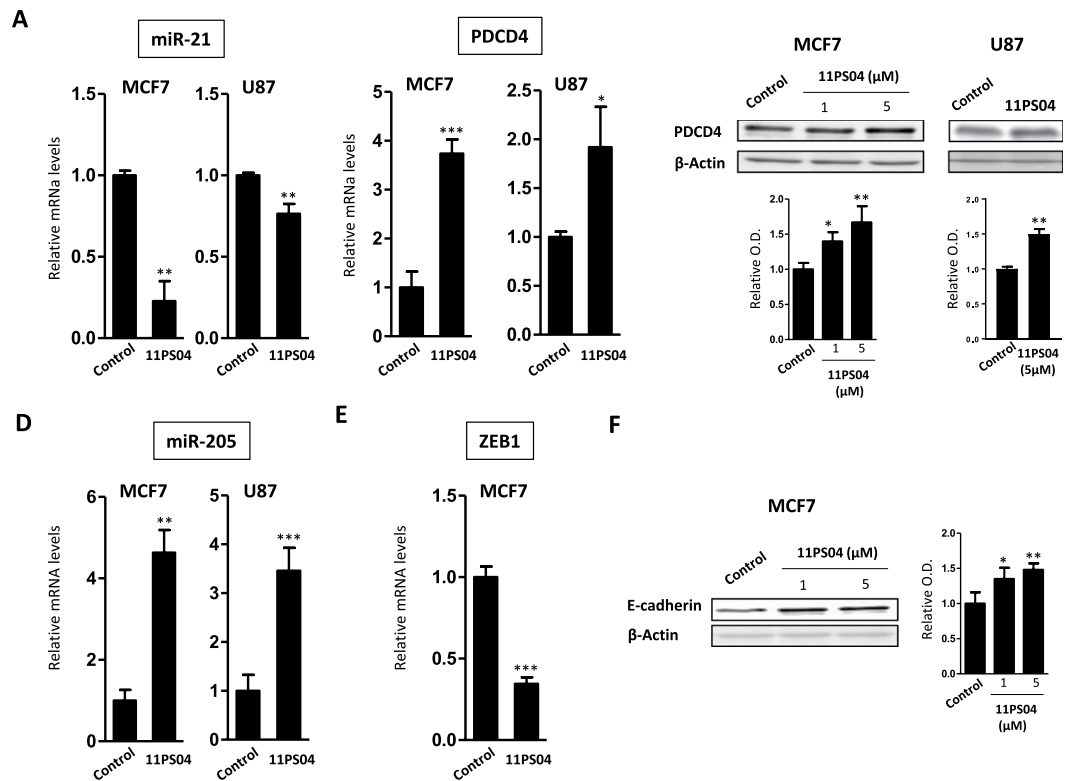 A
miR-21
PDCD4
MCF7
U87
Relative mRNa levels
1.5
1.0
0.5
0.0
**
Control
11PS04
1.5
1.0
0.5
0.0
**
Control
11PS04
MCF7
U87
Relative mRNa levels
5
4
3
2
1
0
***
Control
11PS04
2.5
2.0
1.5
1.0
0.5
0.0
*
Control
11PS04
MCF7
U87
Control
11PS04 (µM)
1
5
Control
11PS04
PDCD4
β-Actin
Relative O.D.
2.0
1.5
1.0
0.5
0.0
*
**
Control
1
5
11PS04
(µM)
Relative O.D.
2.0
1.5
1.0
0.5
0.0
**
Control
11PS04
(5µM)
D
miR-205
MCF7
U87
Relative mRNA levels
6
4
2
0
**
Control
11PS04
5
4
3
2
1
0
***
Control
11PS04
E
ZEB1
MCF7
Relative mRNA levels
1.5
1.0
0.5
0.0
***
Control
11PS04
F
MCF7
Control
11PS04 (µM)
1
5
E-cadherin
β-Actin
Relative O.D.
2.0
1.5
1.0
0.5
0.0
*
**
Control
1
5
11PS04
(µM)